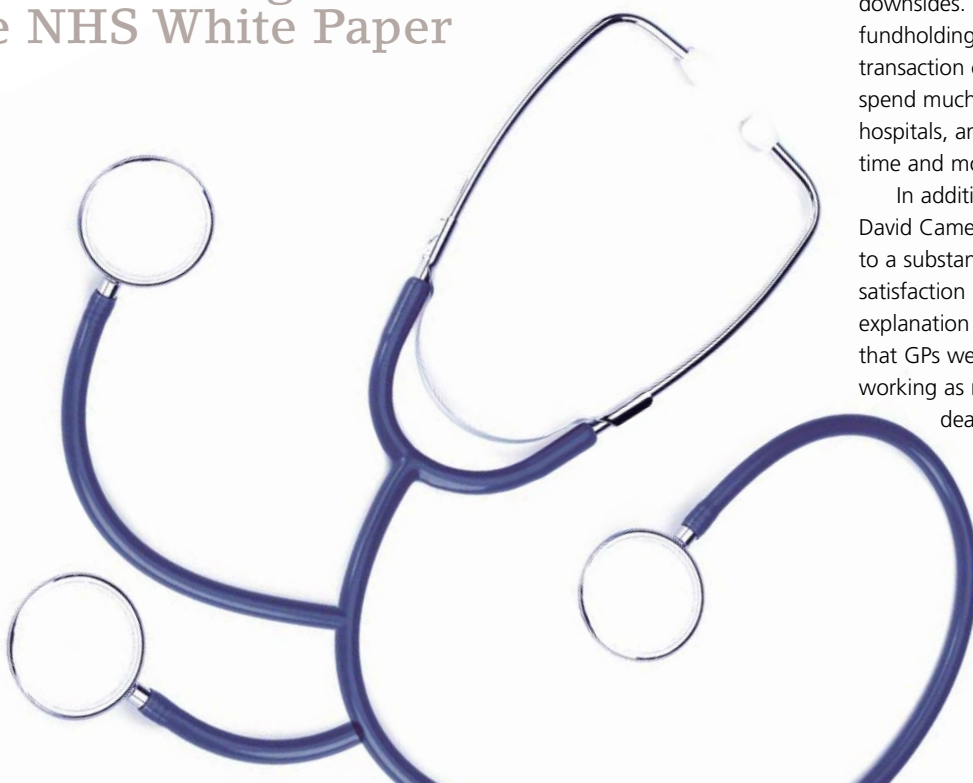 e NHS White Paper
downsides.
fundholding
transaction
spend much
hospitals, an
time and mo
In additi
David Came
to a substan
satisfaction
explanation
that GPs we
working as
dea